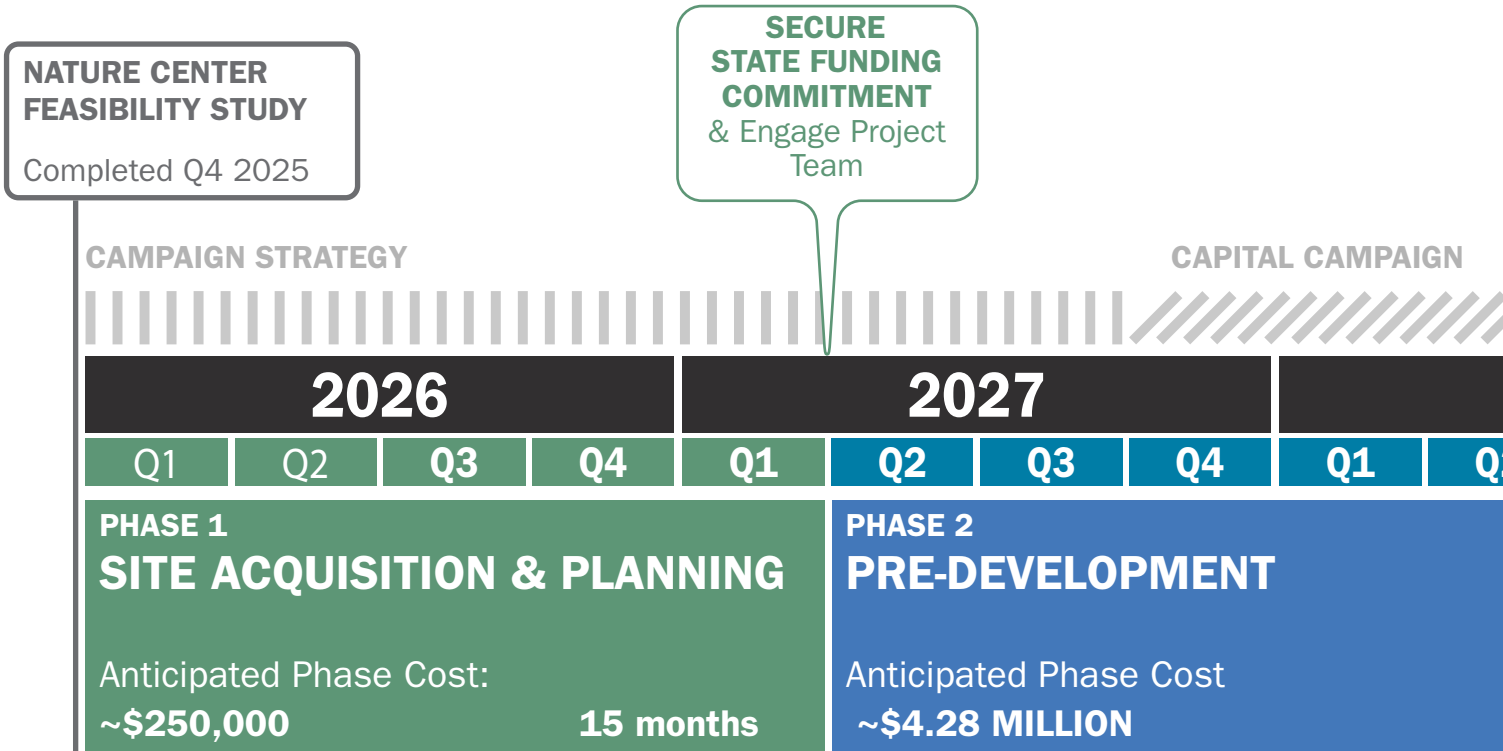 NATURE CENTER
FEASIBILITY STUDY
Completed Q4 2025
SECURE
STATE FUNDING
COMMITMENT
& Engage Project
Team
CAMPAIGN STRATEGY
CAPITAL CAMPAIGN
2026
2027
Q1 Q2 Q3 Q4 Q1 Q2 Q3 Q4 Q1
PHASE 1
SITE ACQUISITION & PLANNING
Anticipated Phase Cost:
~$250,000 15 months
PHASE 2
PRE-DEVELOPMENT
Anticipated Phase Cost
~$4.28 MILLION